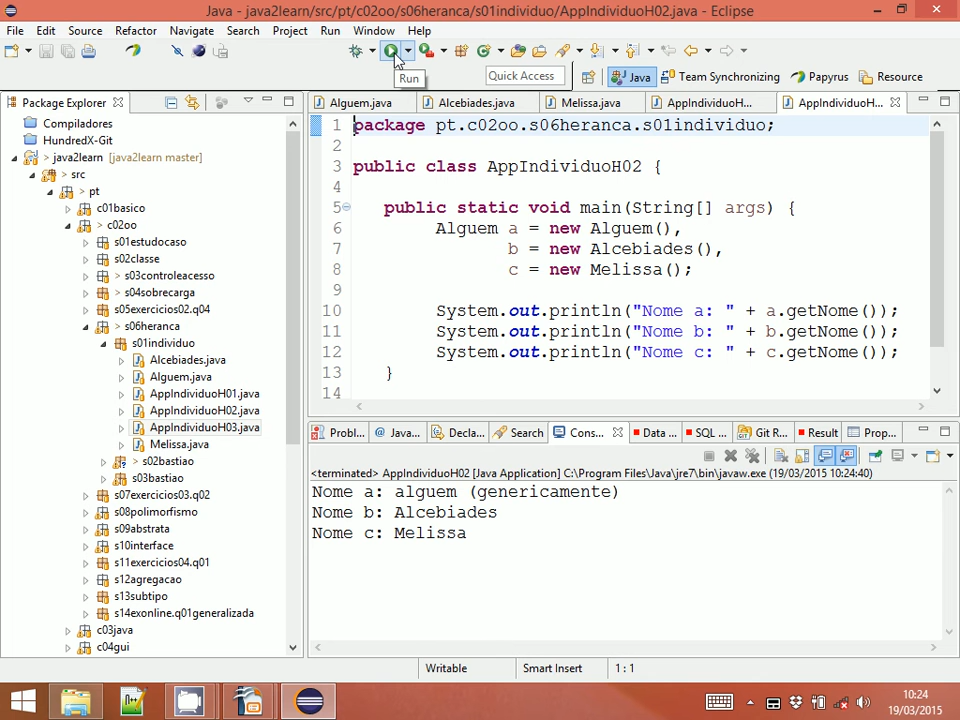 Java - java2learn/src/pt/c02oo/s06heranca/s01individuo/AppIndividuoH02.java - Eclipse
File Edit Source Refactor Navigate Search Project Run Window Help
Run
Quick Access
Java Team Synchronizing Papyrus Resource
Package Explorer
Alguem.java Alcebiades.java Melissa.java AppIndividuoH... AppIndividuoH...
Compiladores
HundredX-Git
> java2learn [java2learn master]
> src
> pt
c01basico
> c02oo
s01estudocaso
s02classe
> s03controleacesso
> s04sobrecarga
s05exercicios02.q04
> s06heranca
s01individuo
Alcebiades.java
Alguem.java
AppIndividuoH01.java
AppIndividuoH02.java
AppIndividuoH03.java
Melissa.java
> s02bastiao
s03bastiao
s07exercicios03.q02
s08polimorfismo
s09abstrata
s10interface
s11exercicios04.q01
s12agregacao
s13subtipo
s14exonline.q01generalizada
c03java
c04gui
1 package pt.c02oo.s06heranca.s01individuo;
2
3 public class AppIndividuoH02 {
4
5 public static void main(String[] args) {
6 Alguem a = new Alguem(),
7 b = new Alcebiades(),
8 c = new Melissa();
9
10 System.out.println("Nome a: " + a.getNome());
11 System.out.println("Nome b: " + b.getNome());
12 System.out.println("Nome c: " + c.getNome());
13 }
14
Probl... @ Java... Decla... Search Cons... Data ... SQL ... Git R... Result Prop...
<terminated> AppIndividuoH02 [Java Application] C:\Program Files\Java\jre7\bin\javaw.exe (19/03/2015 10:24:40)
Nome a: alguem (genericamente)
Nome b: Alcebiades
Nome c: Melissa
Writable Smart Insert 1 : 1
10:24
19/03/2015